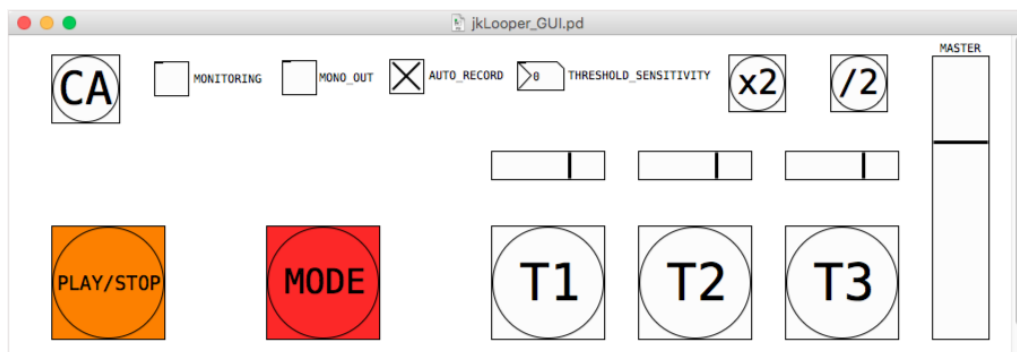 jkLooper_GUI.pd
MASTER
CA
MONITORING
MONO_OUT
AUTO_RECORD
0
THRESHOLD_SENSITIVITY
x2
/2
PLAY/STOP
MODE
T1
T2
T3